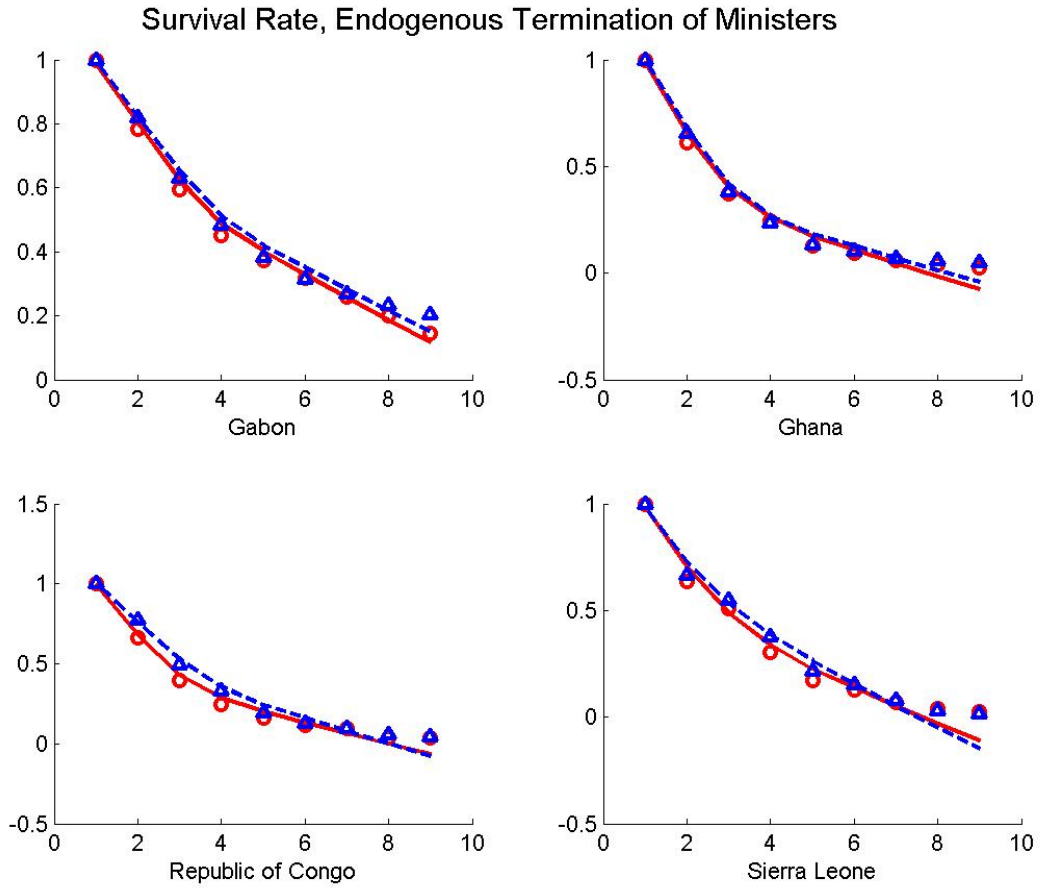 Survival Rate, Endogenous Termination of Ministers
1
0.8
0.6
0.4
0.2
0
0 2 4 6 8 10
Gabon
1
0.5
0
-0.5
0 2 4 6 8 10
Ghana
1.5
1
0.5
0
-0.5
0 2 4 6 8 10
Republic of Congo
1
0.5
0
-0.5
0 2 4 6 8 10
Sierra Leone